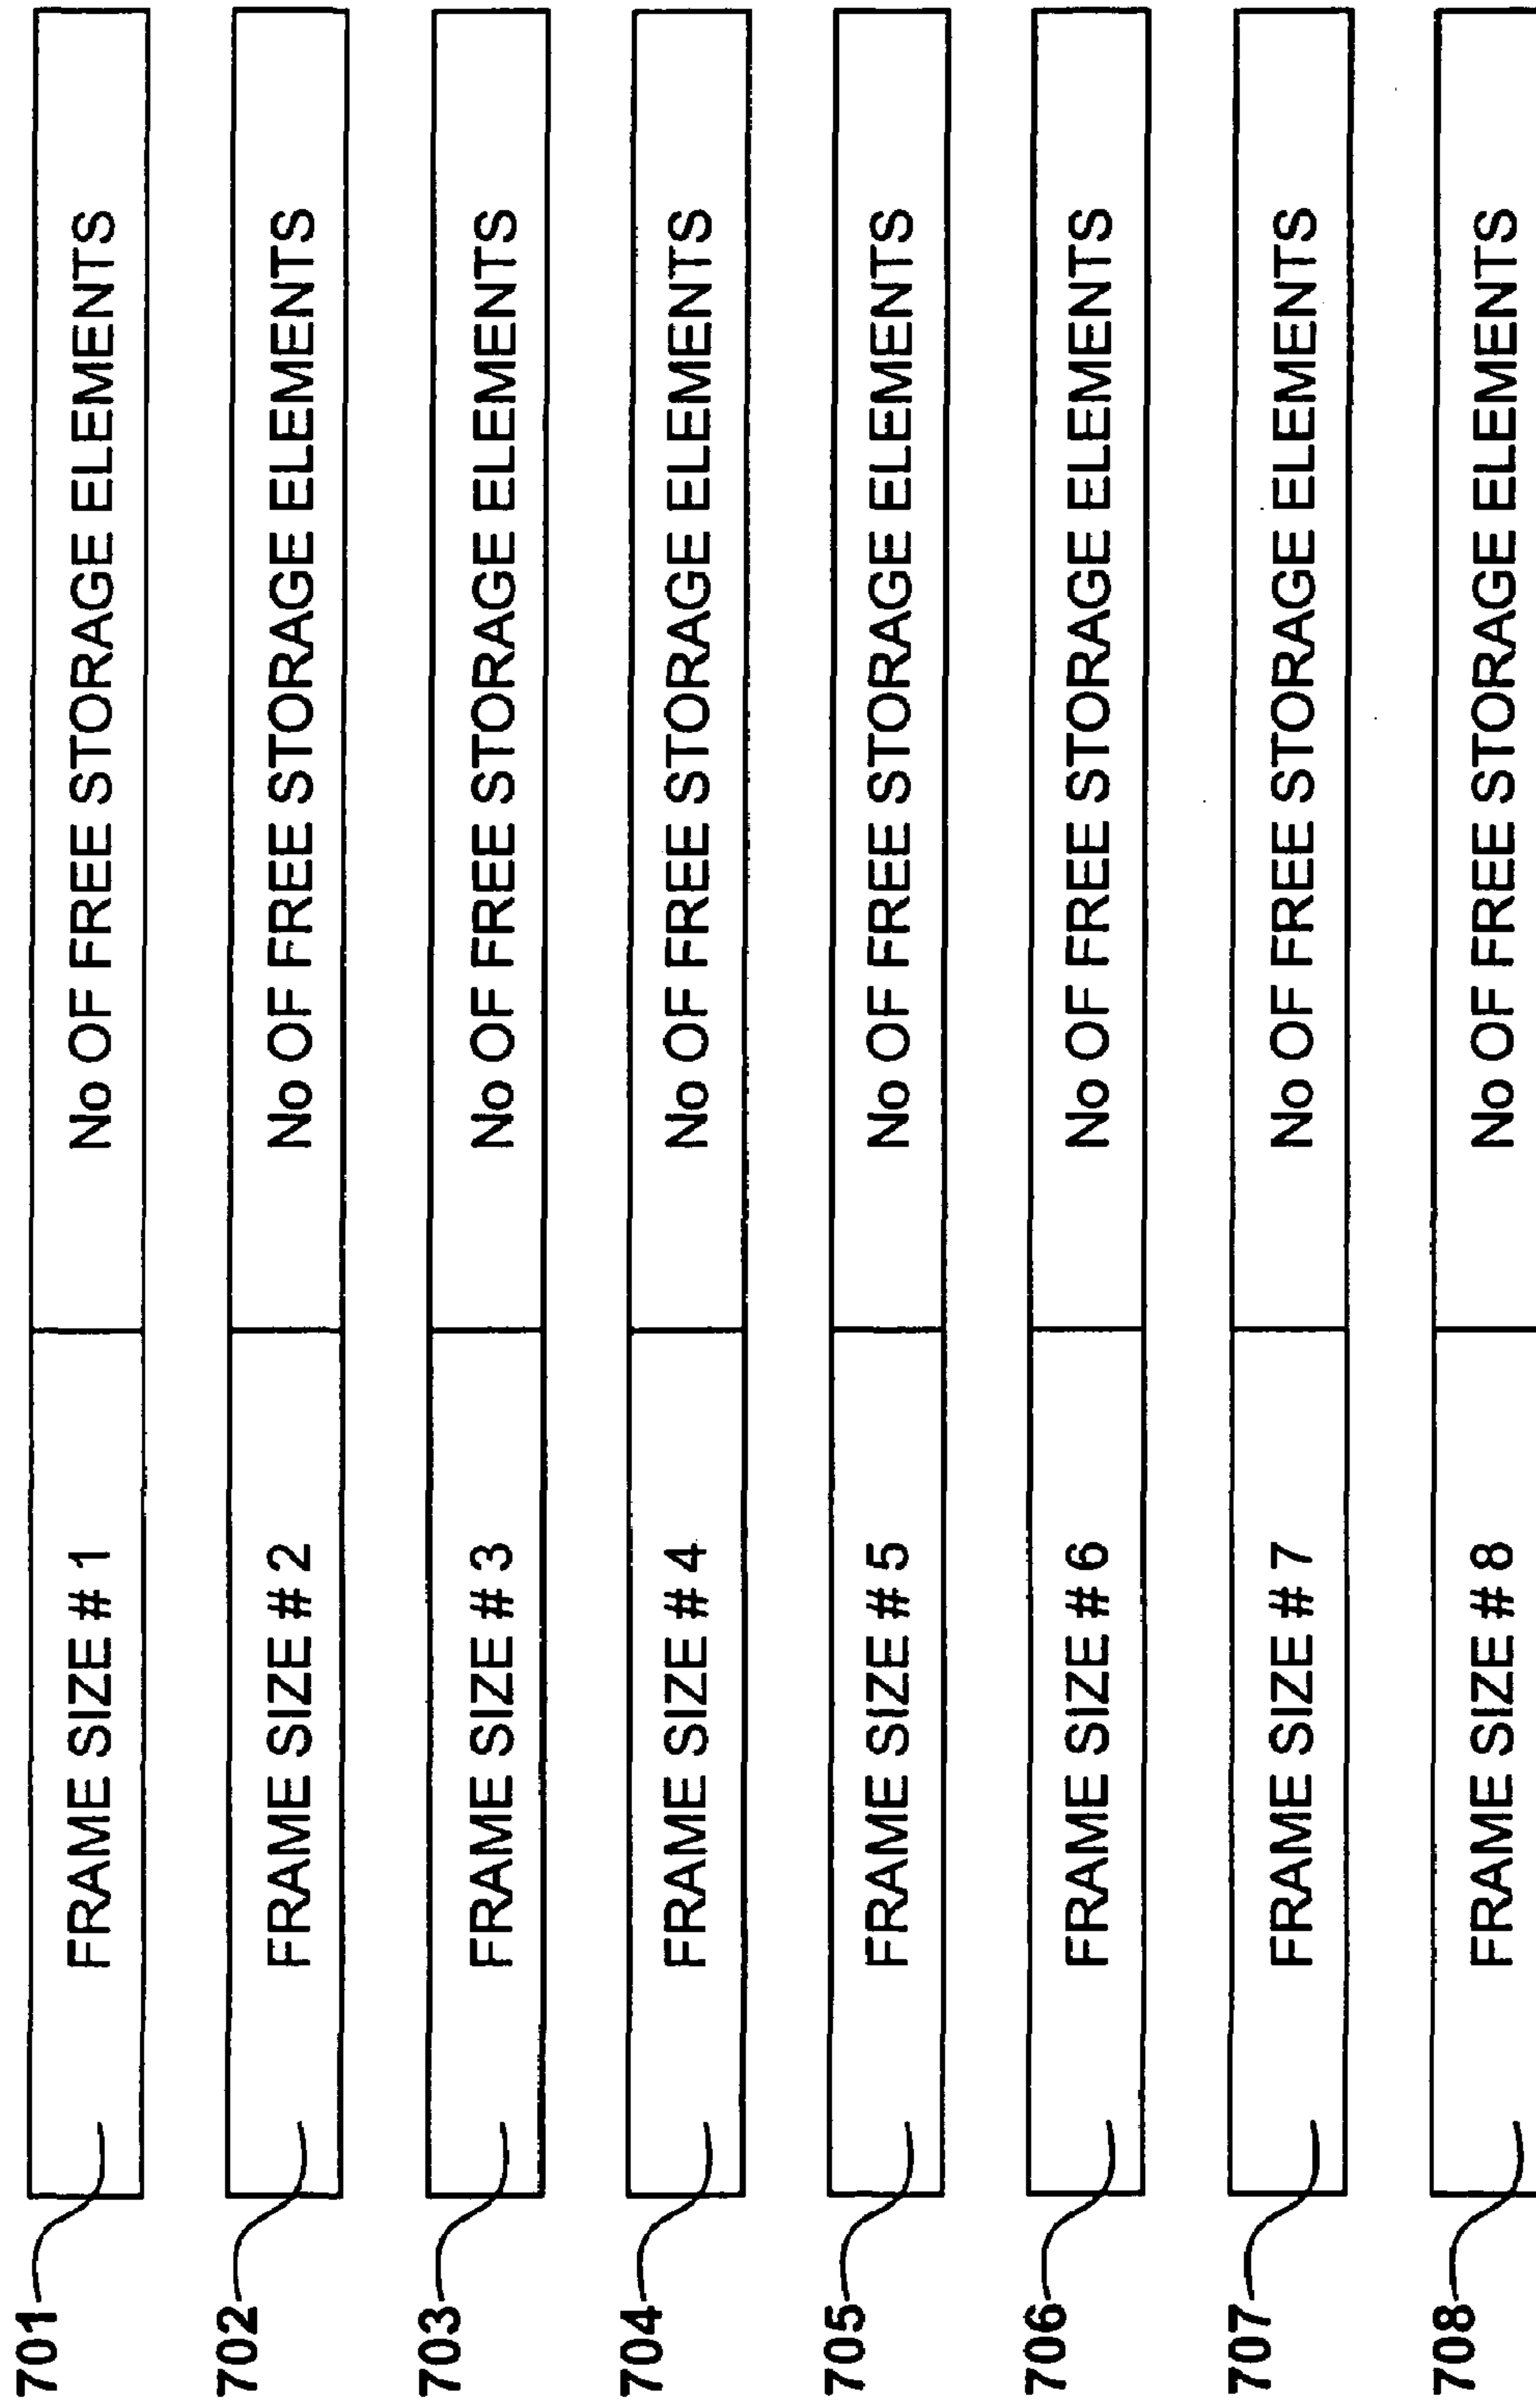 701 FRAME SIZE # 1 No OF FREE STORAGE ELEMENTS
702 FRAME SIZE # 2 No OF FREE STORAGE ELEMENTS
703 FRAME SIZE # 3 No OF FREE STORAGE ELEMENTS
704 FRAME SIZE # 4 No OF FREE STORAGE ELEMENTS
705 FRAME SIZE # 5 No OF FREE STORAGE ELEMENTS
706 FRAME SIZE # 6 No OF FREE STORAGE ELEMENTS
707 FRAME SIZE # 7 No OF FREE STORAGE ELEMENTS
708 FRAME SIZE # 8 No OF FREE STORAGE ELEMENTS